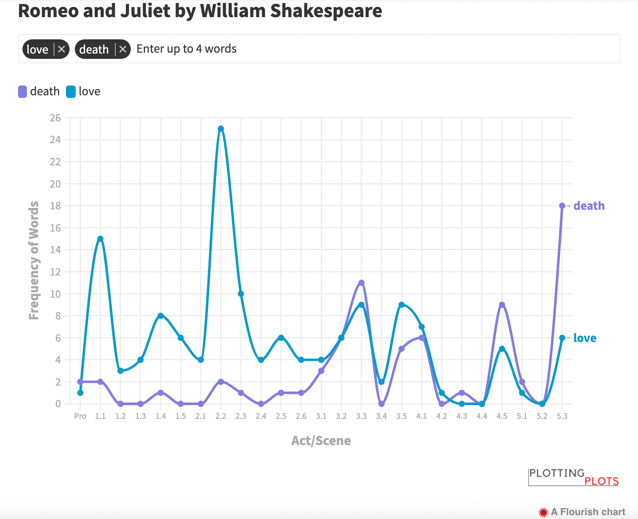 Romeo and Juliet by William Shakespeare
love | × death | × Enter up to 4 words
death love
26
24
22
20
18
16
14
12
10
8
6
4
2
0
Frequency of Words
death
love
Pro 1.1 1.2 1.3 1.4 1.5 2.1 2.2 2.3 2.4 2.5 2.6 3.1 3.2 3.3 3.4 3.5 4.1 4.2 4.3 4.4 4.5 5.1 5.2 5.3
Act/Scene
PLOTTING
PLOTS
A Flourish chart